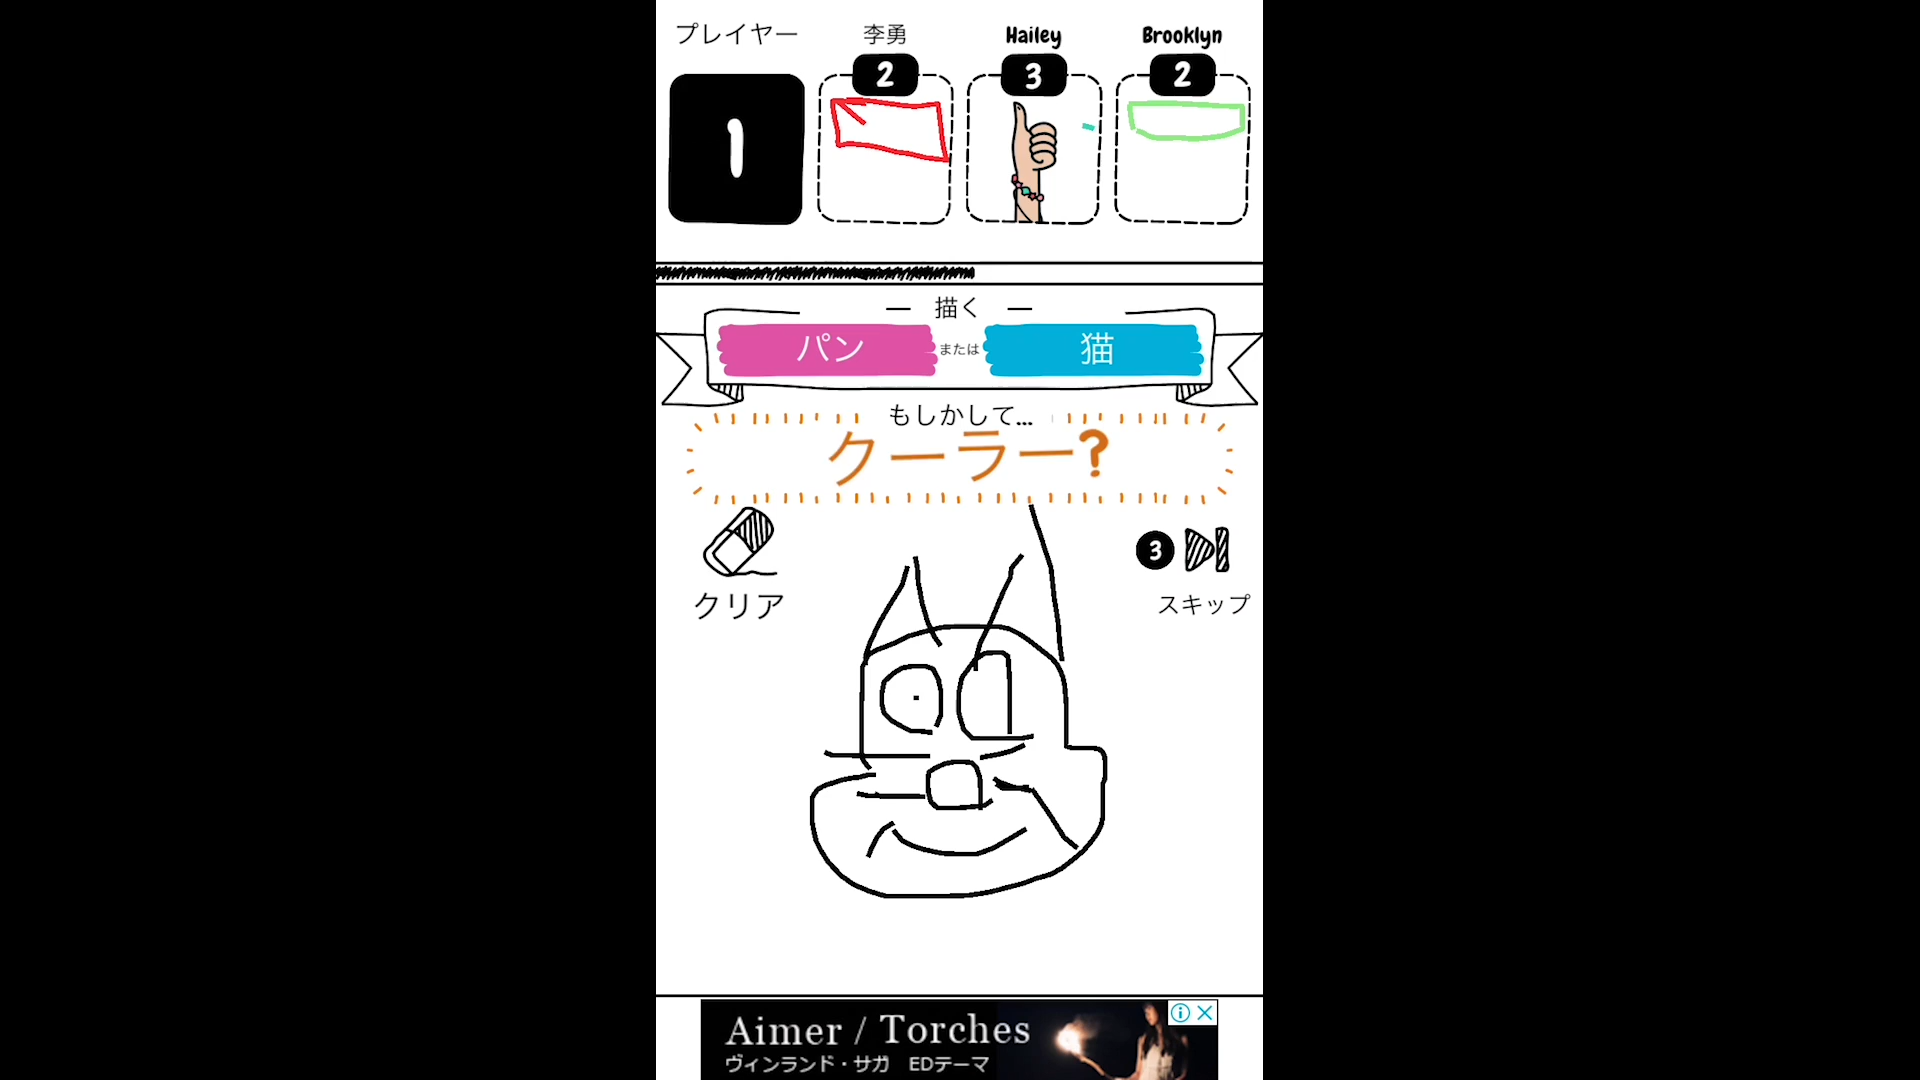 プレイヤー 李勇 Hailey Brooklyn
1 2 3 2
描く
パン または 猫
もしかして...
クーラー?
3
クリア スキップ
Aimer / Torches
ヴィンランド・サガ EDテーマ